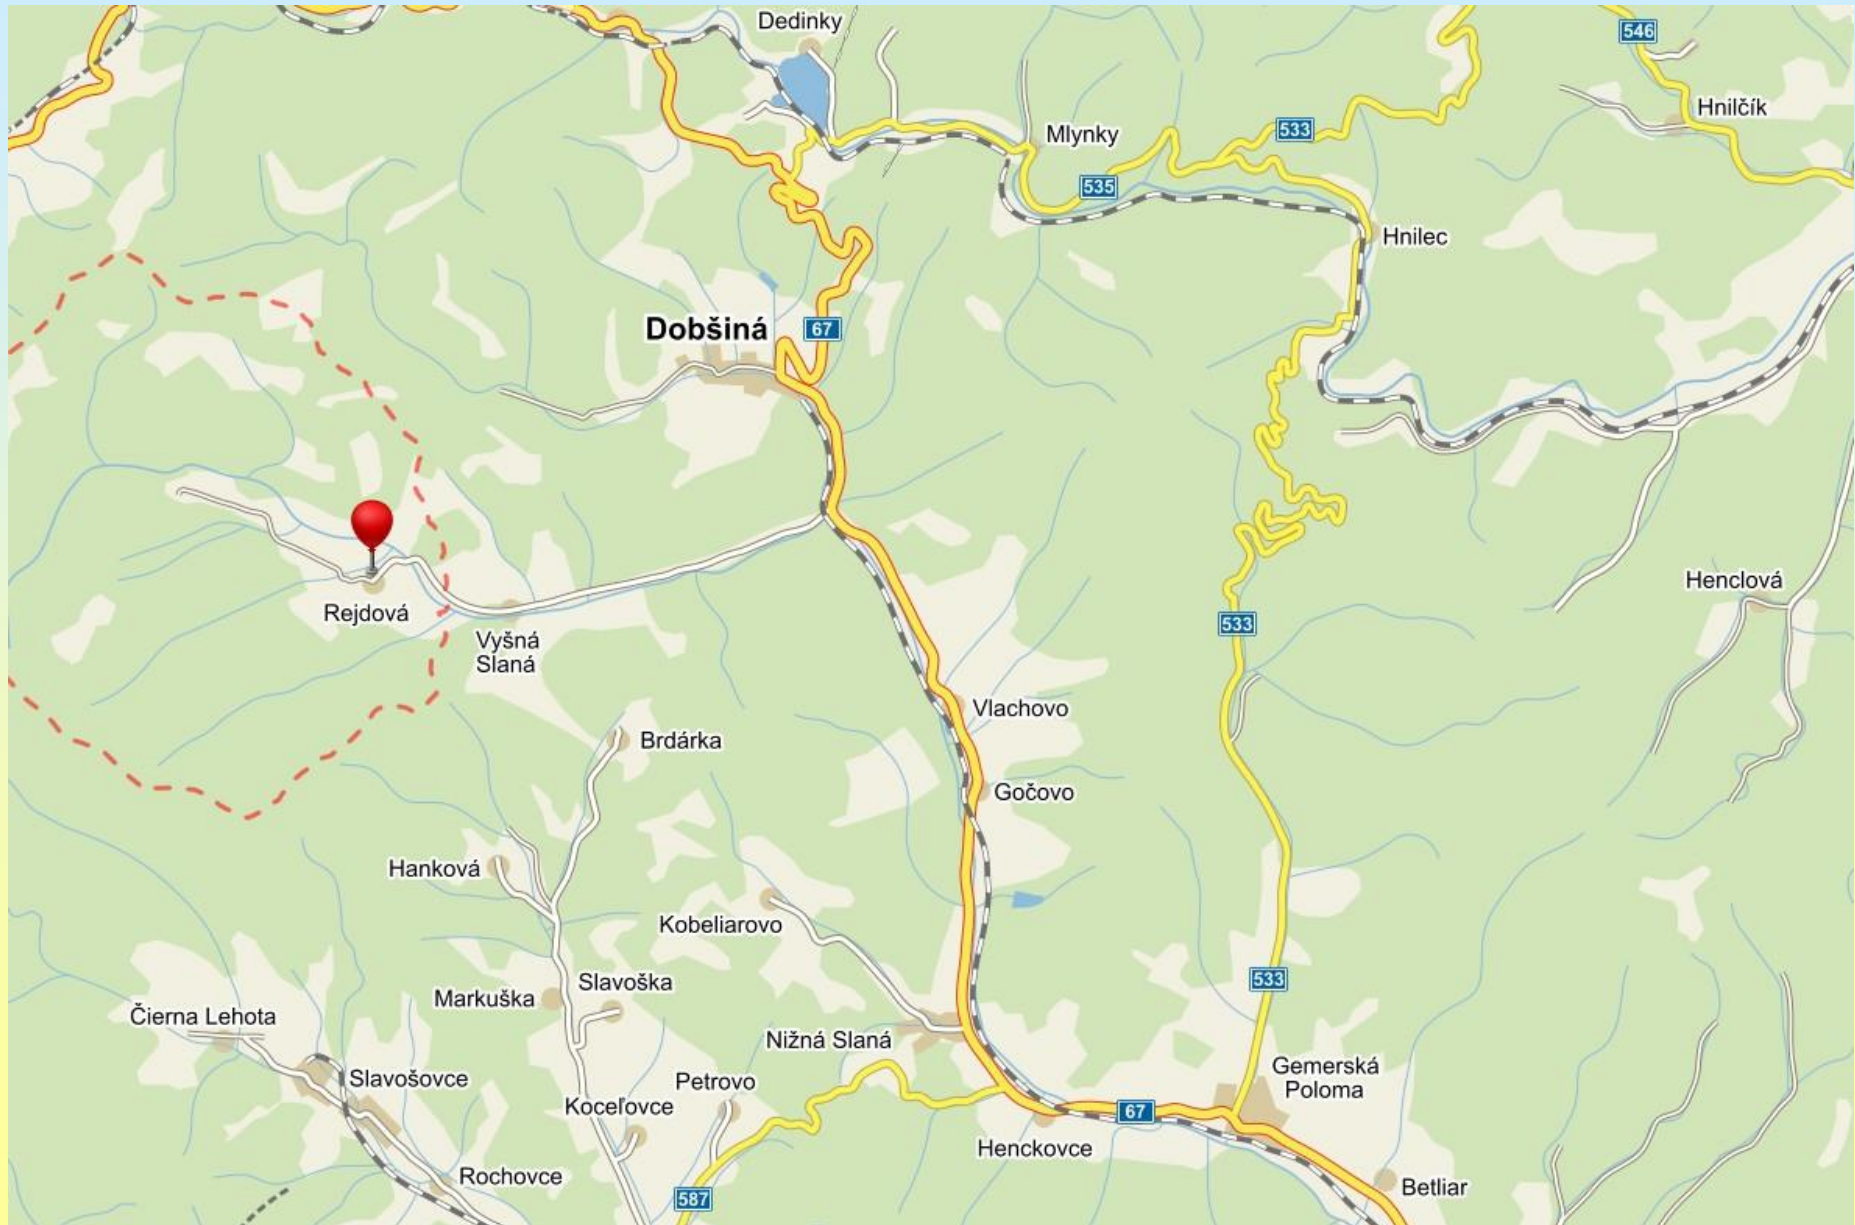 Dedinky
546
Hnilčík
533
Mlynky
535
Hnilec
Dobšiná
67
Rejdová
Henclová
533
Vyšná
Slaná
Vlachovo
Brdárka
Gočovo
Hanková
Kobeliarovo
Slavoška
533
Markuška
Čierna Lehota
Nižná Slaná
Gemerská
Poloma
Slavošovce
Petrovo
Koceľovce
67
Henckovce
Rochovce
Betliar
587